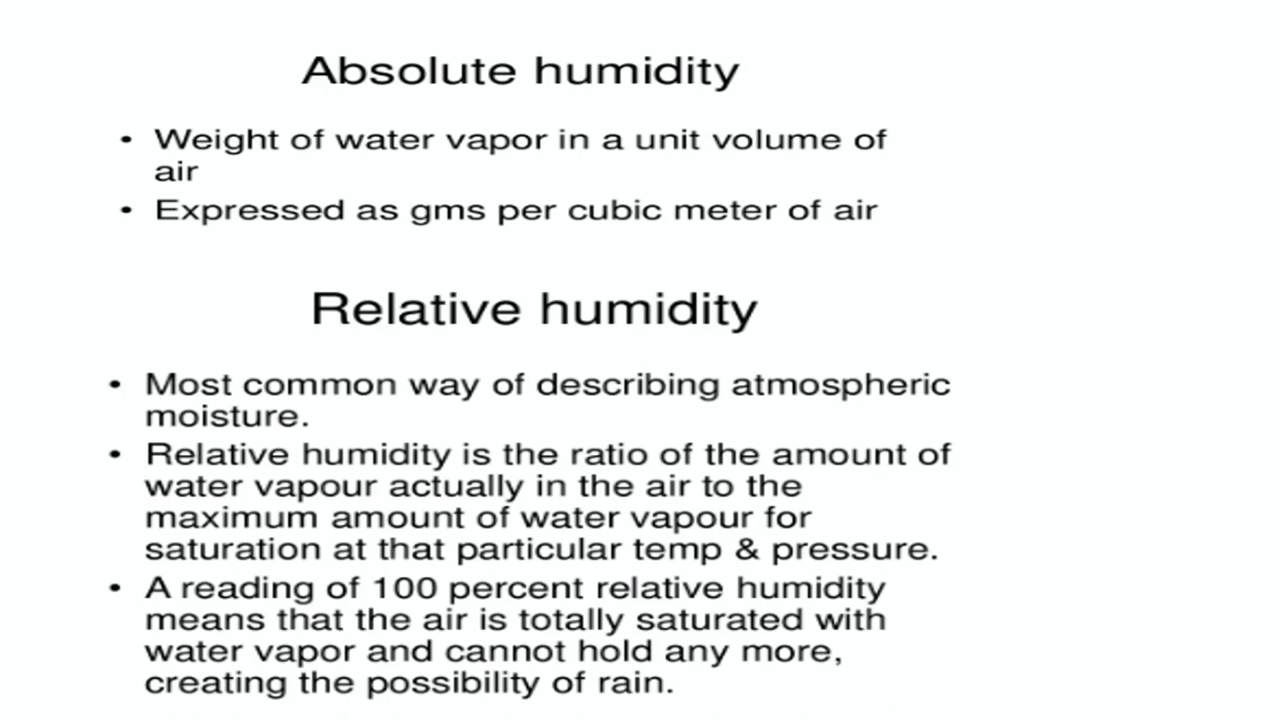 Absolute humidity
• Weight of water vapor in a unit volume of
air
• Expressed as gms per cubic meter of air
Relative humidity
• Most common way of describing atmospheric
moisture.
• Relative humidity is the ratio of the amount of
water vapour actually in the air to the
maximum amount of water vapour for
saturation at that particular temp & pressure.
• A reading of 100 percent relative humidity
means that the air is totally saturated with
water vapor and cannot hold any more,
creating the possibility of rain.